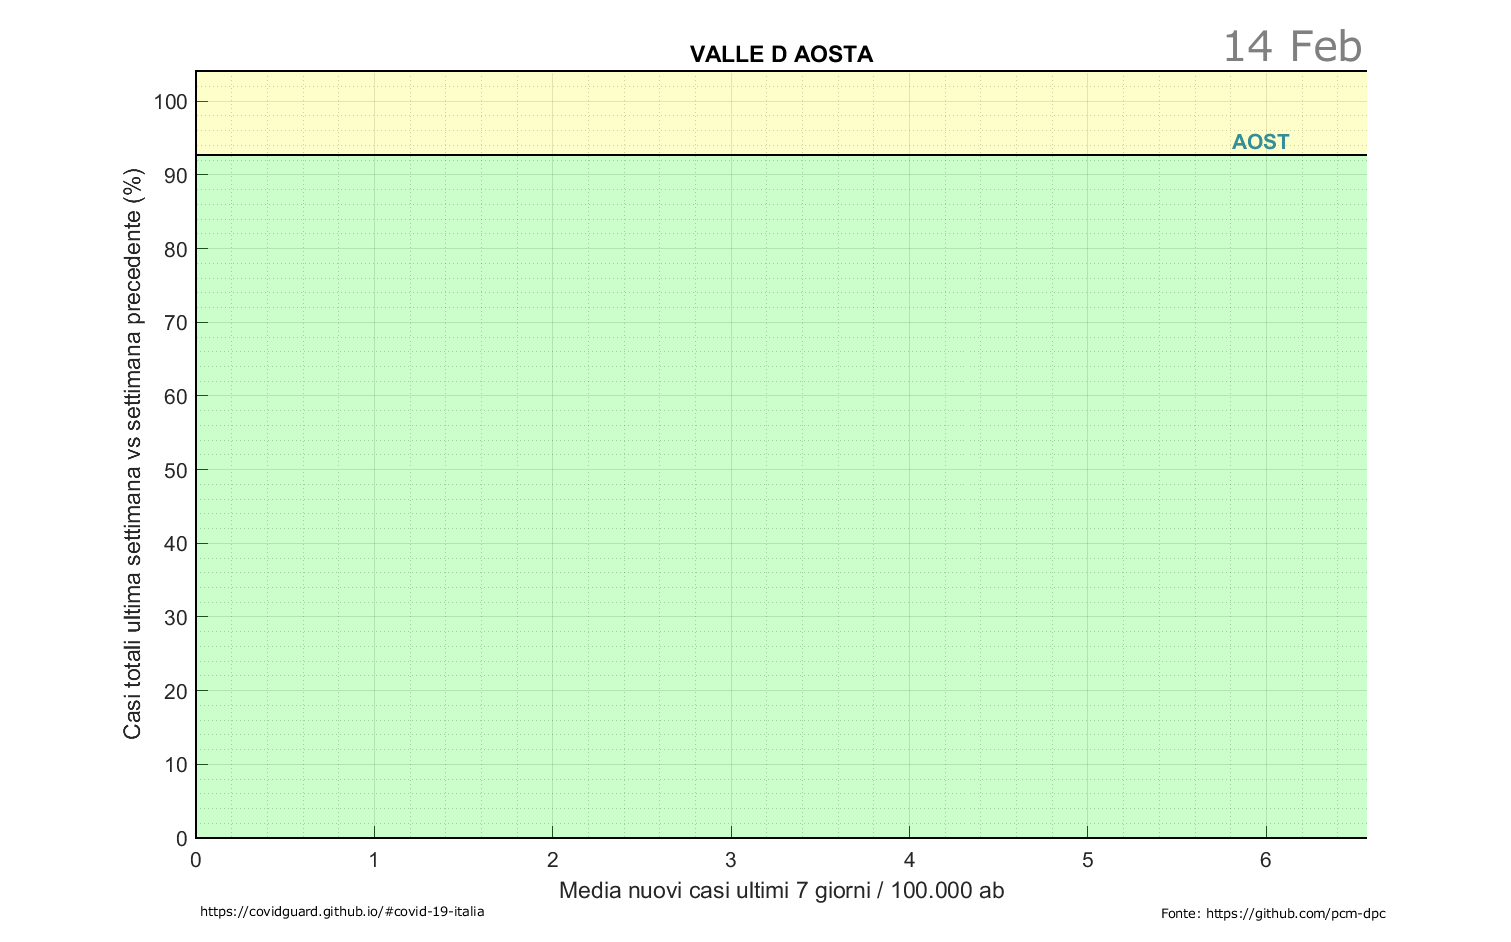 VALLE D AOSTA
14 Feb
100
90
80
70
60
50
40
30
20
10
0
AOST
Casi totali ultima settimana vs settimana precedente (%)
0 1 2 3 4 5 6
Media nuovi casi ultimi 7 giorni / 100.000 ab
https://covidguard.github.io/#covid-19-italia
Fonte: https://github.com/pcm-dpc